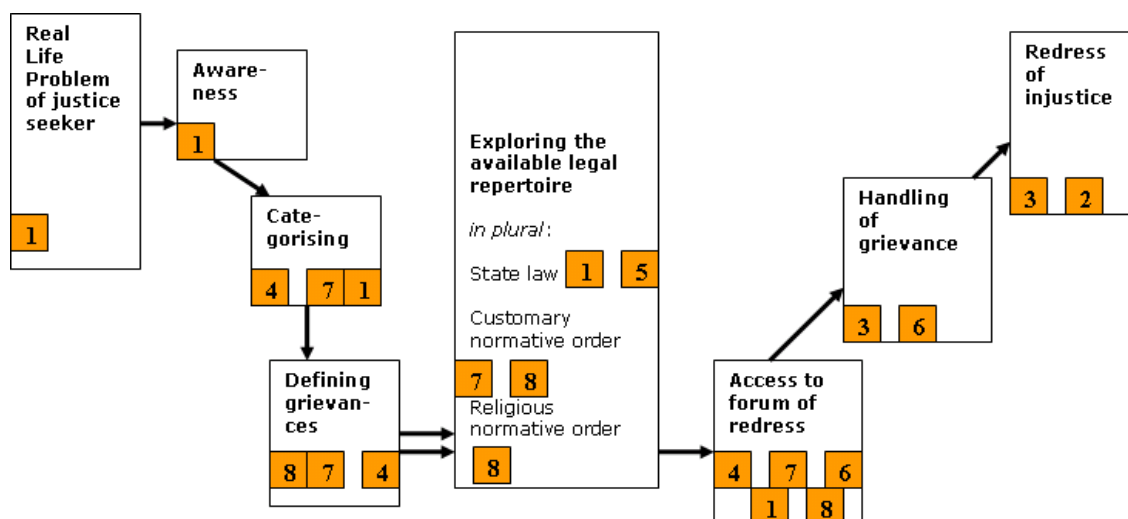 Real
Life
Problem
of justice
seeker
1
Aware-
ness
1
Cate-
gorising
4 7 1
Defining
grievan-
ces
8 7 4
Exploring the
available legal
repertoire
in plural:
State law 1 5
Customary
normative order
7 8
Religious
normative order
8
Access to
forum of
redress
4 7 6
1 8
Handling
of
grievance
3 6
Redress
of
injustice
3 2